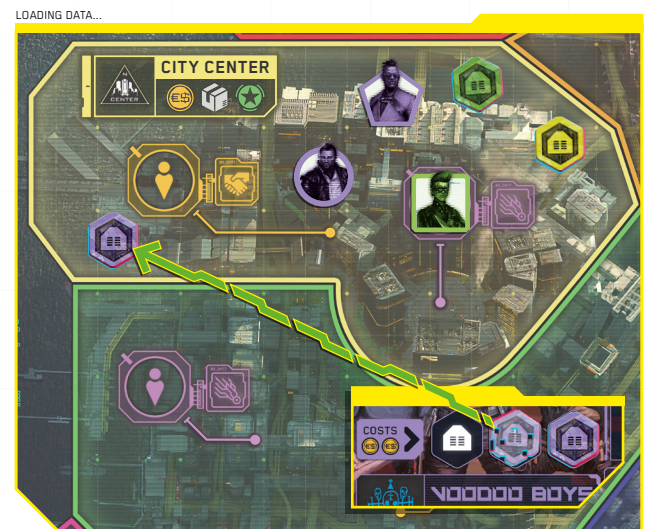 LOADING DATA...
CITY CENTER
N
CENTER
€$
COSTS
€$ €$
VOODOO BOYS